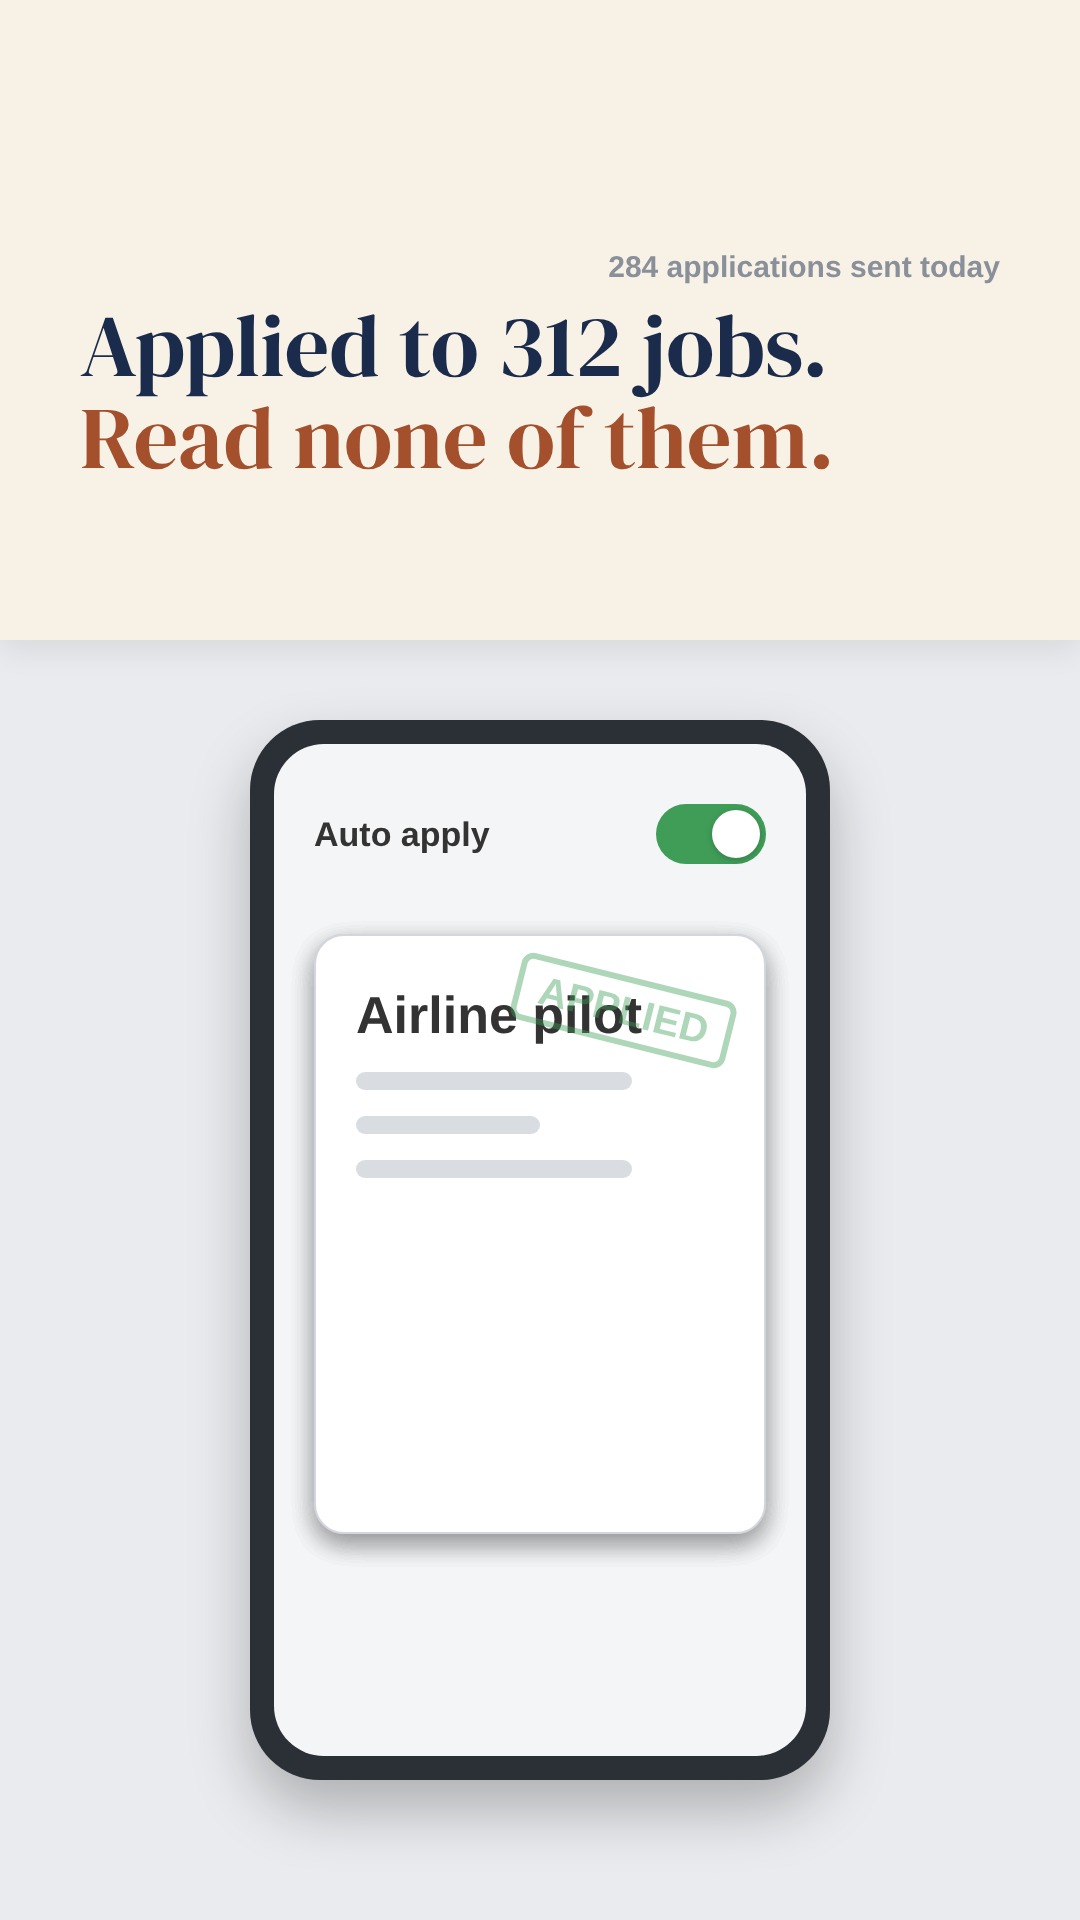 284 applications sent today
Applied to 312 jobs.
Read none of them.
Auto apply
Airline pilot
APPLIED